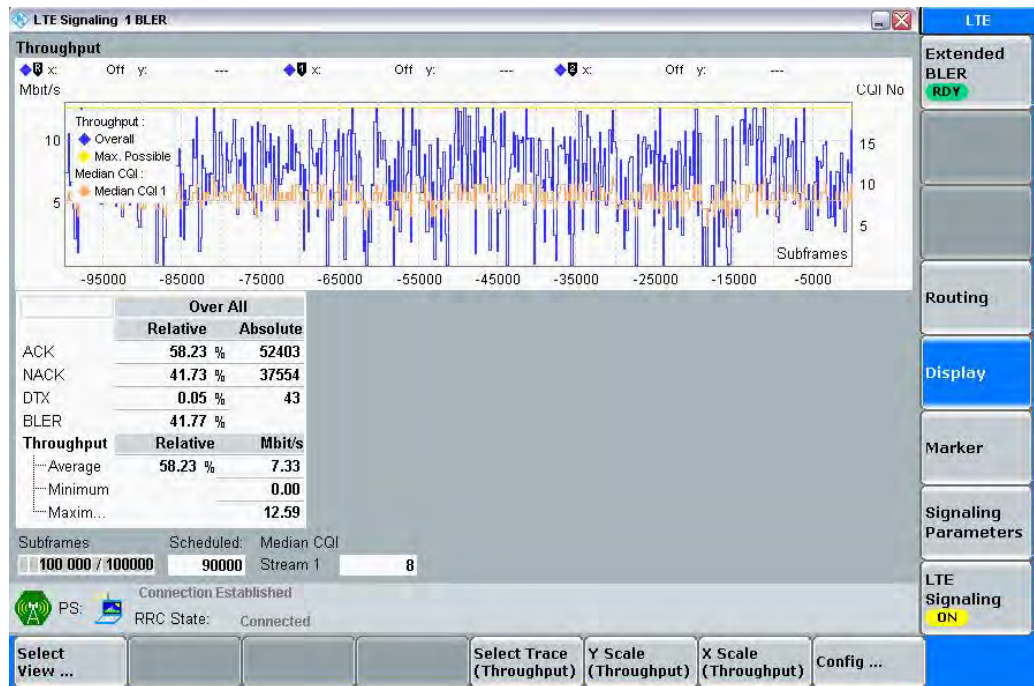 LTE Signaling 1 BLER
LTE
Throughput
R x: Off y: --- 1 x: Off y: --- 2 x: Off y: ---
Mbit/s
CQI No
Throughput :
Overall
Max. Possible
Median CQI :
Median CQI 1
10
5
15
10
5
Subframes
-95000 -85000 -75000 -65000 -55000 -45000 -35000 -25000 -15000 -5000
Over All
Relative Absolute
ACK 58.23 % 52403
NACK 41.73 % 37554
DTX 0.05 % 43
BLER 41.77 %
Throughput Relative Mbit/s
Average 58.23 % 7.33
Minimum 0.00
Maxim... 12.59
Subframes Scheduled: Median CQI
100 000 / 100000 90000 Stream 1 8
PS: Connection Established
RRC State: Connected
Extended
BLER
RDY
Routing
Display
Marker
Signaling
Parameters
LTE
Signaling
ON
Select
View ...
Select Trace
(Throughput)
Y Scale
(Throughput)
X Scale
(Throughput)
Config ...